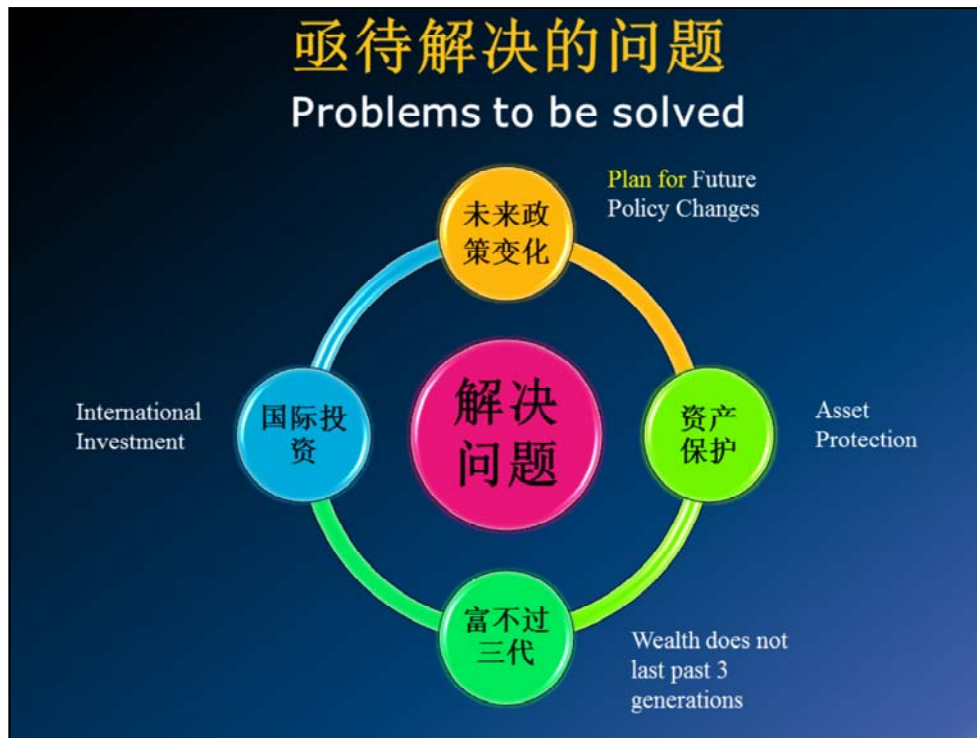 亟待解决的问题
Problems to be solved
未来政
策变化
Plan for Future
Policy Changes
International
Investment
国际投
资
解决
问题
资产
保护
Asset
Protection
富不过
三代
Wealth does not
last past 3
generations